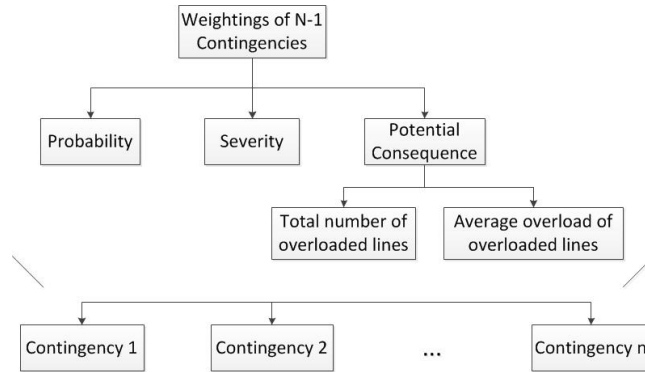 Weightings of N-1
Contingencies
Probability
Severity
Potential
Consequence
Total number of
overloaded lines
Average overload of
overloaded lines
Contingency 1
Contingency 2
...
Contingency n